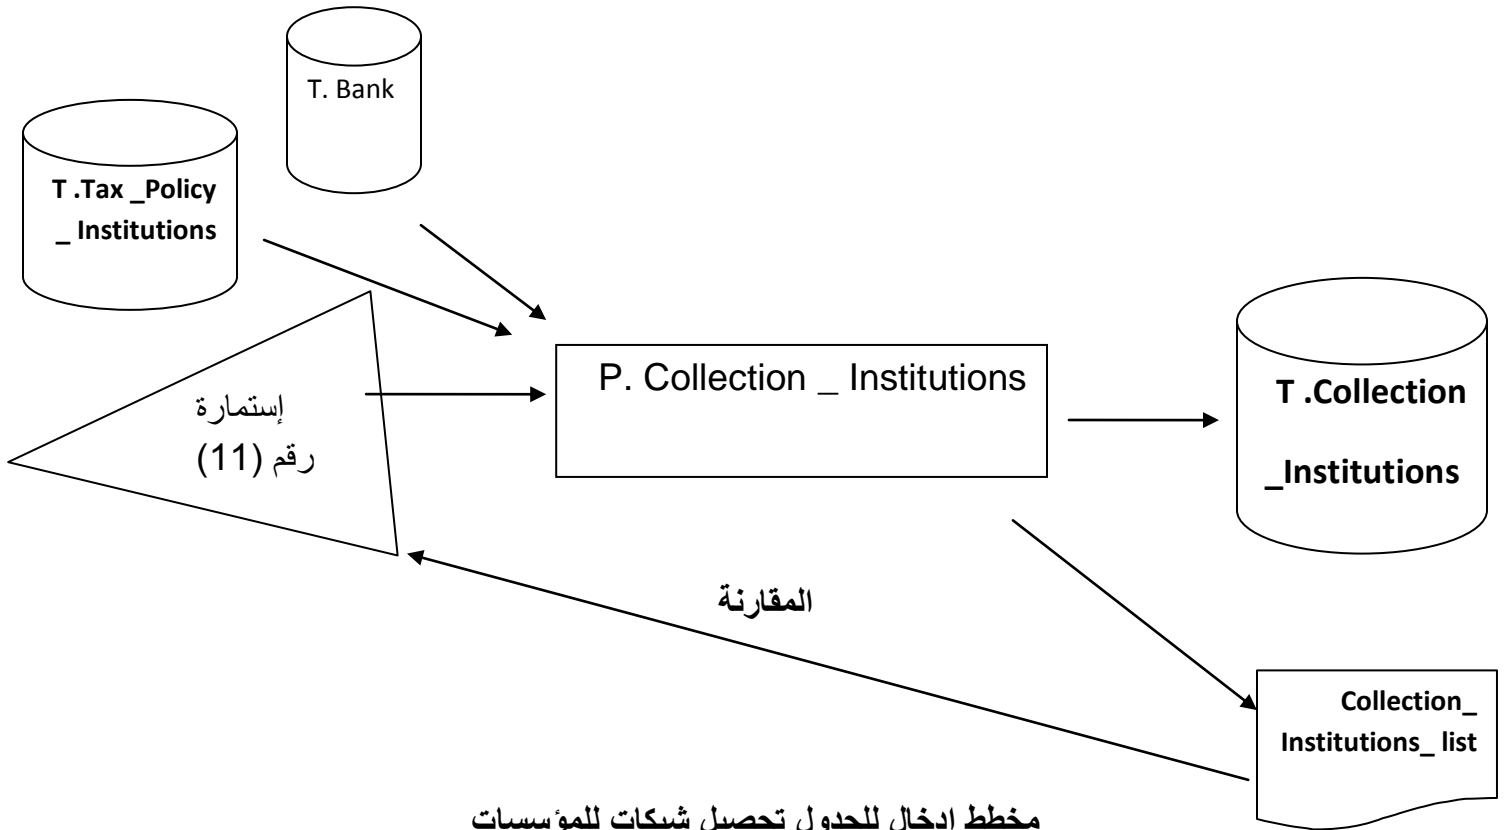 T. Bank
T .Tax _Policy
_ Institutions
P. Collection _ Institutions
T .Collection
_Institutions
إستمارة
رقم (11)
المقارنة
Collection_
Institutions_ list
مخطط ادخال للجدول تحصيل شيكات للمؤسسات